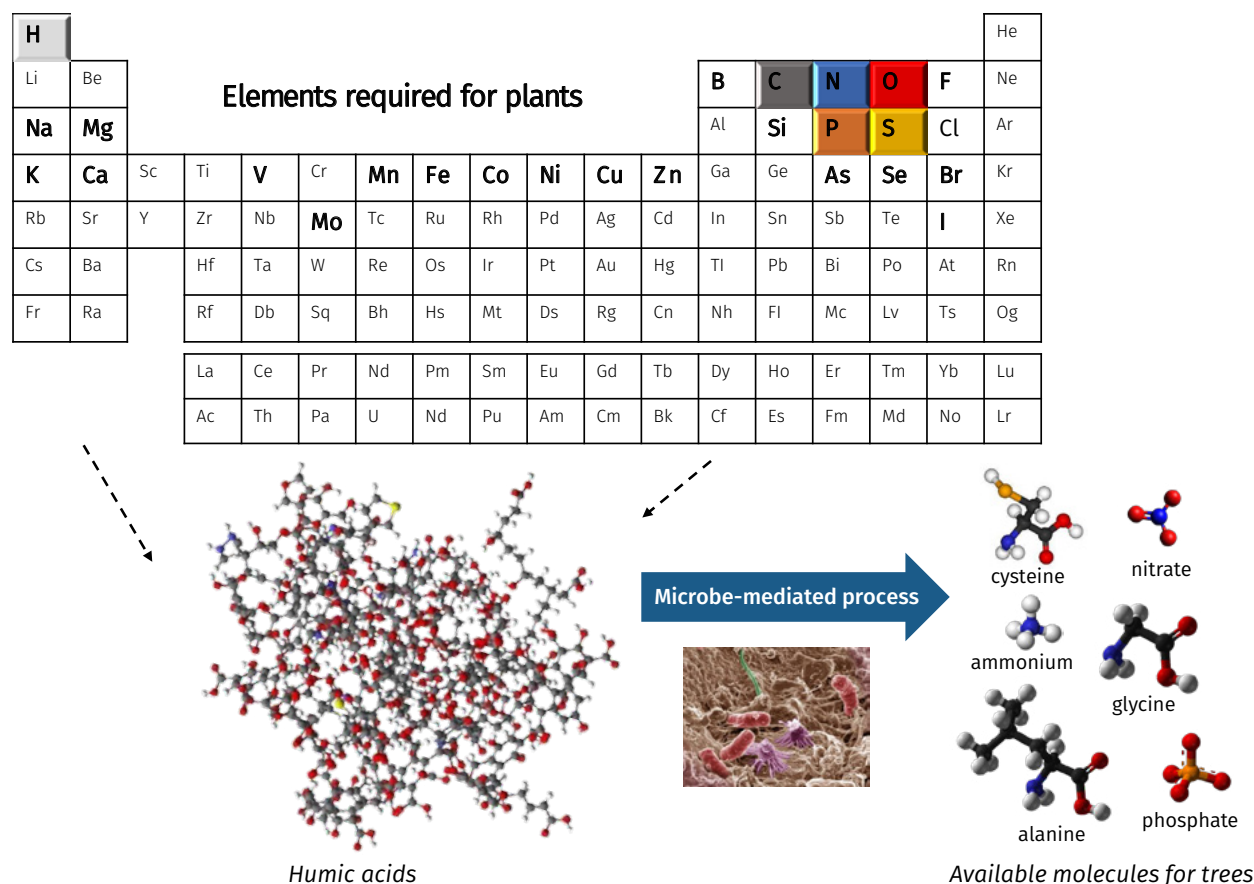 H He
Li Be B C N O F Ne
Elements required for plants
Na Mg Al Si P S Cl Ar
K Ca Sc Ti V Cr Mn Fe Co Ni Cu Zn Ga Ge As Se Br Kr
Rb Sr Y Zr Nb Mo Tc Ru Rh Pd Ag Cd In Sn Sb Te I Xe
Cs Ba Hf Ta W Re Os Ir Pt Au Hg TI Pb Bi Po At Rn
Fr Ra Rf Db Sq Bh Hs Mt Ds Rg Cn Nh FI Mc Lv Ts Og
La Ce Pr Nd Pm Sm Eu Gd Tb Dy Ho Er Tm Yb Lu
Ac Th Pa U Nd Pu Am Cm Bk Cf Es Fm Md No Lr
cysteine
nitrate
Microbe-mediated process
ammonium
glycine
alanine
phosphate
Humic acids
Available molecules for trees